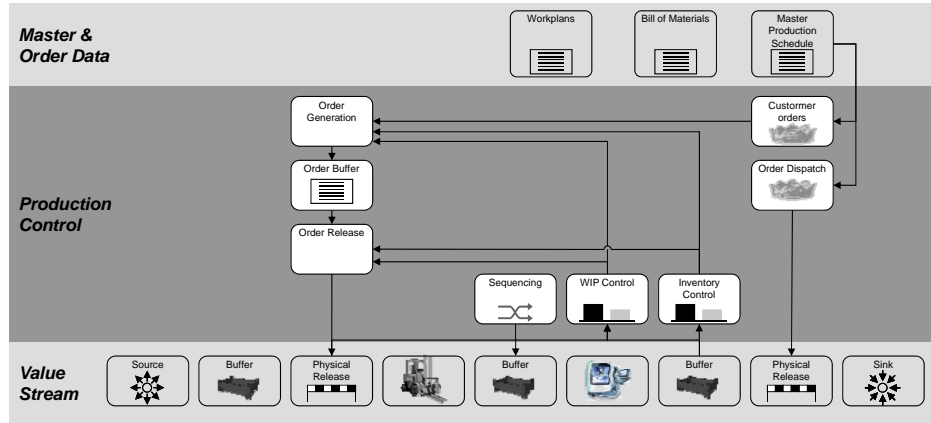 Master &
Order Data
Workplans
Bill of Materials
Master
Production
Schedule
Production
Control
Order
Generation
Custormer
orders
Order Buffer
Order Dispatch
Order Release
Sequencing
WIP Control
Inventory
Control
Value
Stream
Source
Buffer
Physical
Release
Buffer
Buffer
Physical
Release
Sink